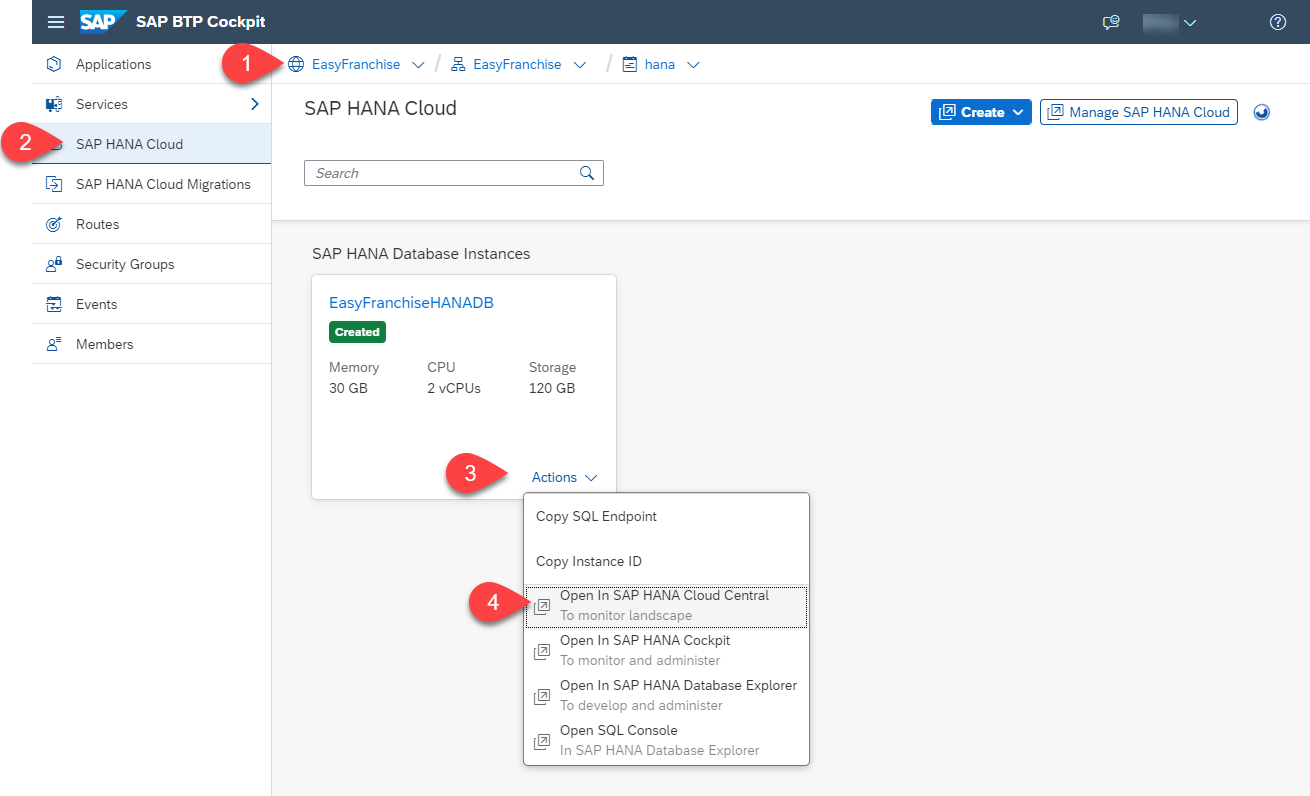 SAP SAP BTP Cockpit
1 EasyFranchise / EasyFranchise / hana
Applications
Services
2 SAP HANA Cloud
SAP HANA Cloud Migrations
Routes
Security Groups
Events
Members
SAP HANA Cloud
Create
Manage SAP HANA Cloud
Search
SAP HANA Database Instances
EasyFranchiseHANADB
Created
Memory CPU Storage
30 GB 2 vCPUs 120 GB
3 Actions
Copy SQL Endpoint
Copy Instance ID
4 Open In SAP HANA Cloud Central
To monitor landscape
Open In SAP HANA Cockpit
To monitor and administer
Open In SAP HANA Database Explorer
To develop and administer
Open SQL Console
In SAP HANA Database Explorer